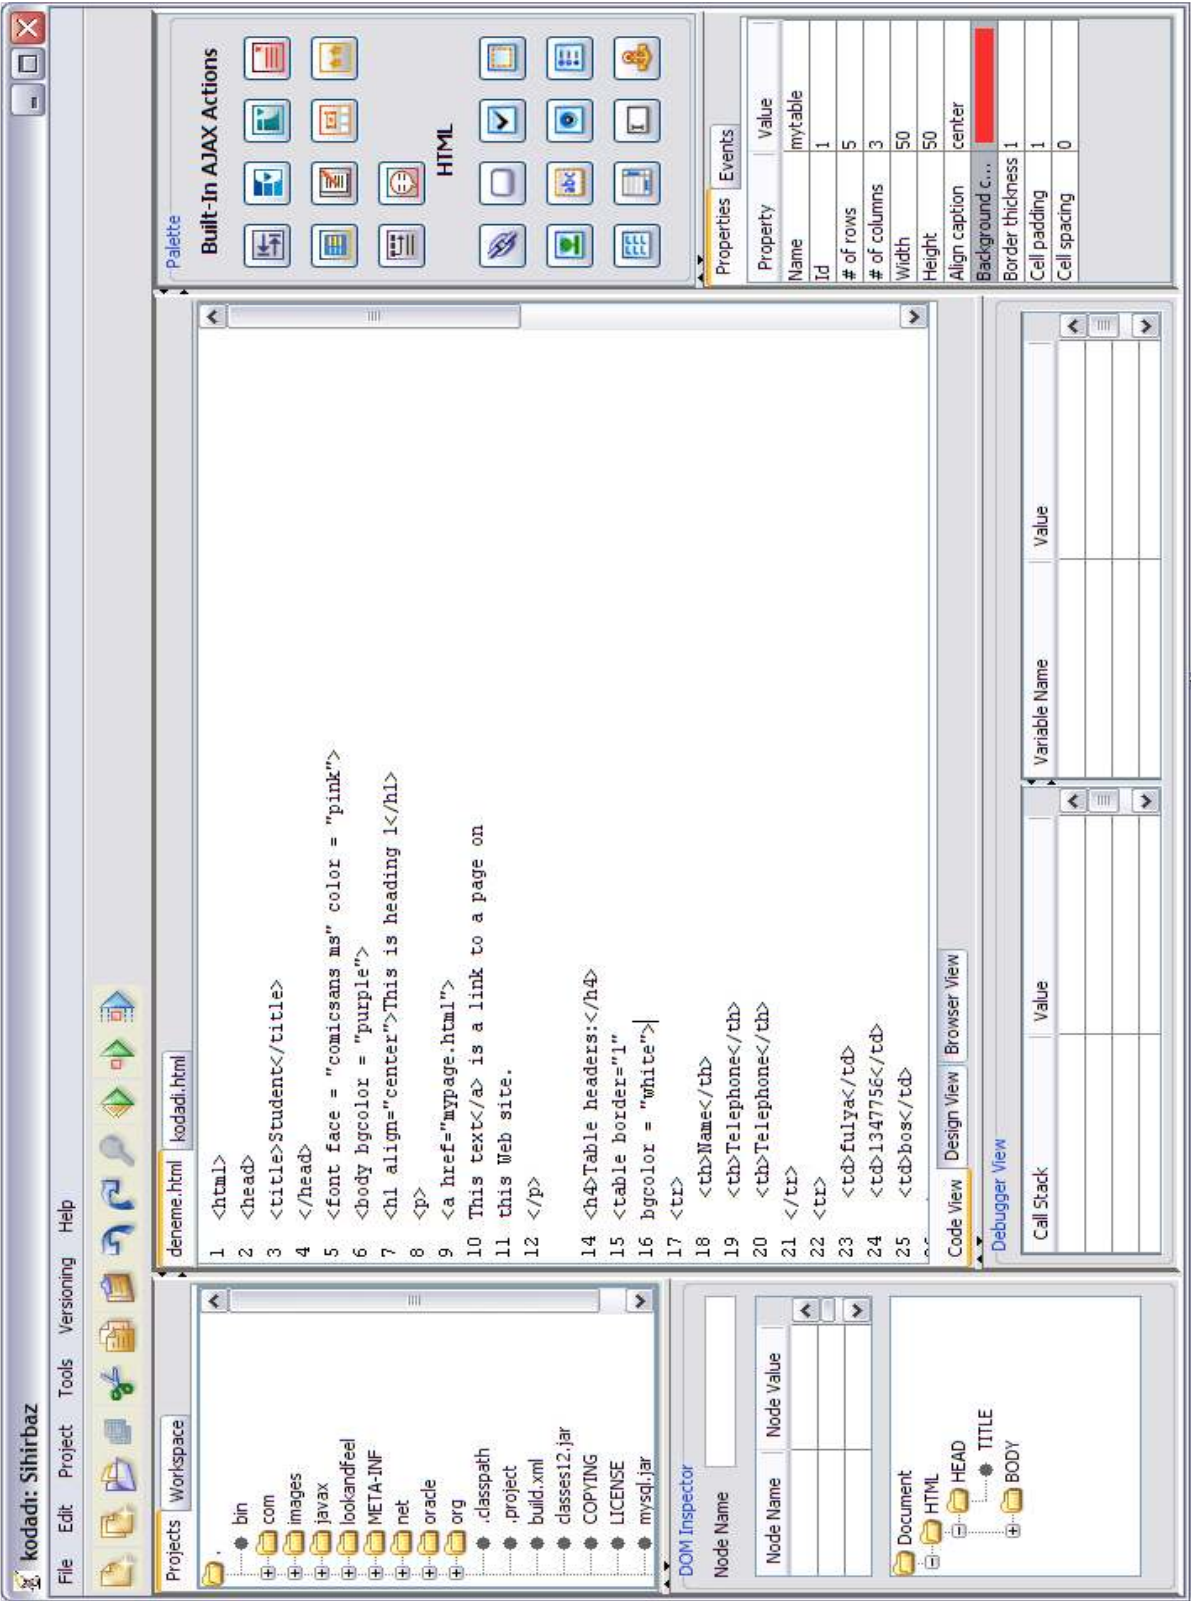 kodadı: Sihirbaz
File Edit Project Tools Versioning Help
Projects Workspace
.
bin
com
images
javax
lookandfeel
META-INF
net
oracle
org
.classpath
.project
build.xml
classes12.jar
COPYING
LICENSE
mysql.jar
DOM Inspector
Node Name
Node Name Node Value
Document
HTML
HEAD
TITLE
BODY
deneme.html kodadi.html
1 <html>
2 <head>
3 <title>Student</title>
4 </head>
5 <font face = "comicsans ms" color = "pink">
6 <body bgcolor = "purple">
7 <h1 align="center">This is heading 1</h1>
8 <p>
9 <a href="mypage.html">
10 This text</a> is a link to a page on
11 this Web site.
12 </p>
14 <h4>Table headers:</h4>
15 <table border="1"
16 bgcolor = "white">
17 <tr>
18 <th>Name</th>
19 <th>Telephone</th>
20 <th>Telephone</th>
21 </tr>
22 <tr>
23 <td>fulya</td>
24 <td>1347756</td>
25 <td>bos</td>
Code View Design View Browser View
Debugger View
Call Stack Value
Variable Name Value
Palette
Built-In AJAX Actions
HTML
abc
Properties Events
Property Value
Name mytable
Id 1
# of rows 5
# of columns 3
Width 50
Height 50
Align caption center
Background c...
Border thickness 1
Cell padding 1
Cell spacing 0